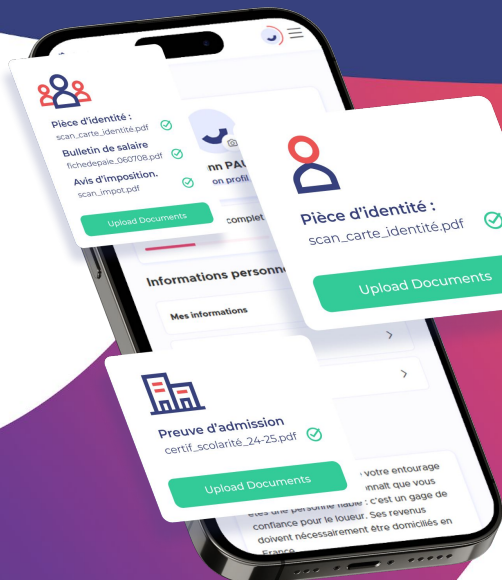 Pièce d'identité :
scan_carte_identité.pdf
Bulletin de salaire
fichedepaie_060708.pdf
Avis d'imposition.
scan_impot.pdf
Upload Documents
Pièce d'identité :
scan_carte_identité.pdf
Upload Documents
on profil
complet
Informations
Mes informations
Preuve d'admission
certif_scolarité_24-25.pdf
Upload Documents
votre entourage
que vous
êtes une personne fiable : c'est un gage de
confiance pour le loueur. Ses revenus
doivent nécessairement être domiciliés en
France